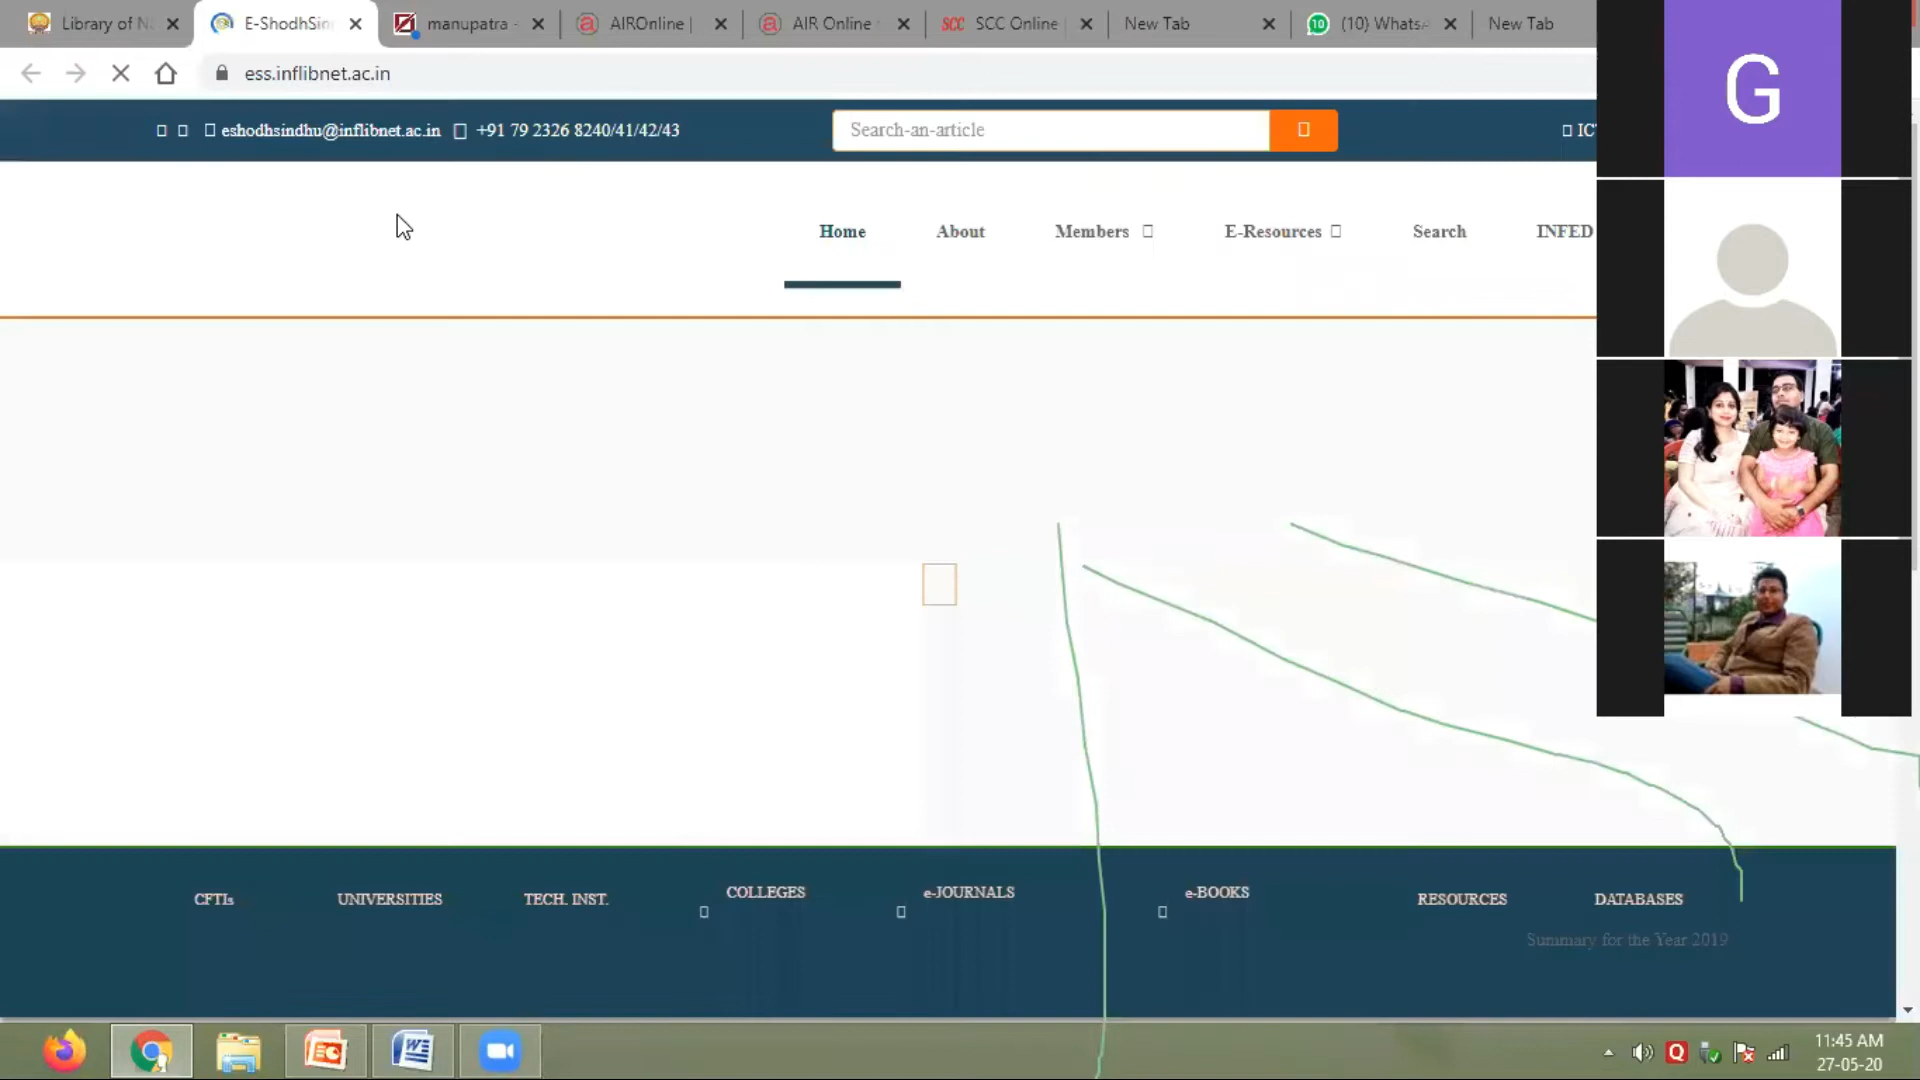 Library of N
E-ShodhSin
manupatra -
AIROnline |
AIR Online
SCC SCC Online
New Tab
10 (10) Whats
New Tab
ess.inflibnet.ac.in
eshodhsindhu@inflibnet.ac.in +91 79 2326 8240/41/42/43
Search-an-article
IC
Home About Members E-Resources Search INFED
G
CFTIs UNIVERSITIES TECH. INST. COLLEGES e-JOURNALS e-BOOKS RESOURCES DATABASES
Summary for the Year 2019
11:45 AM
27-05-20